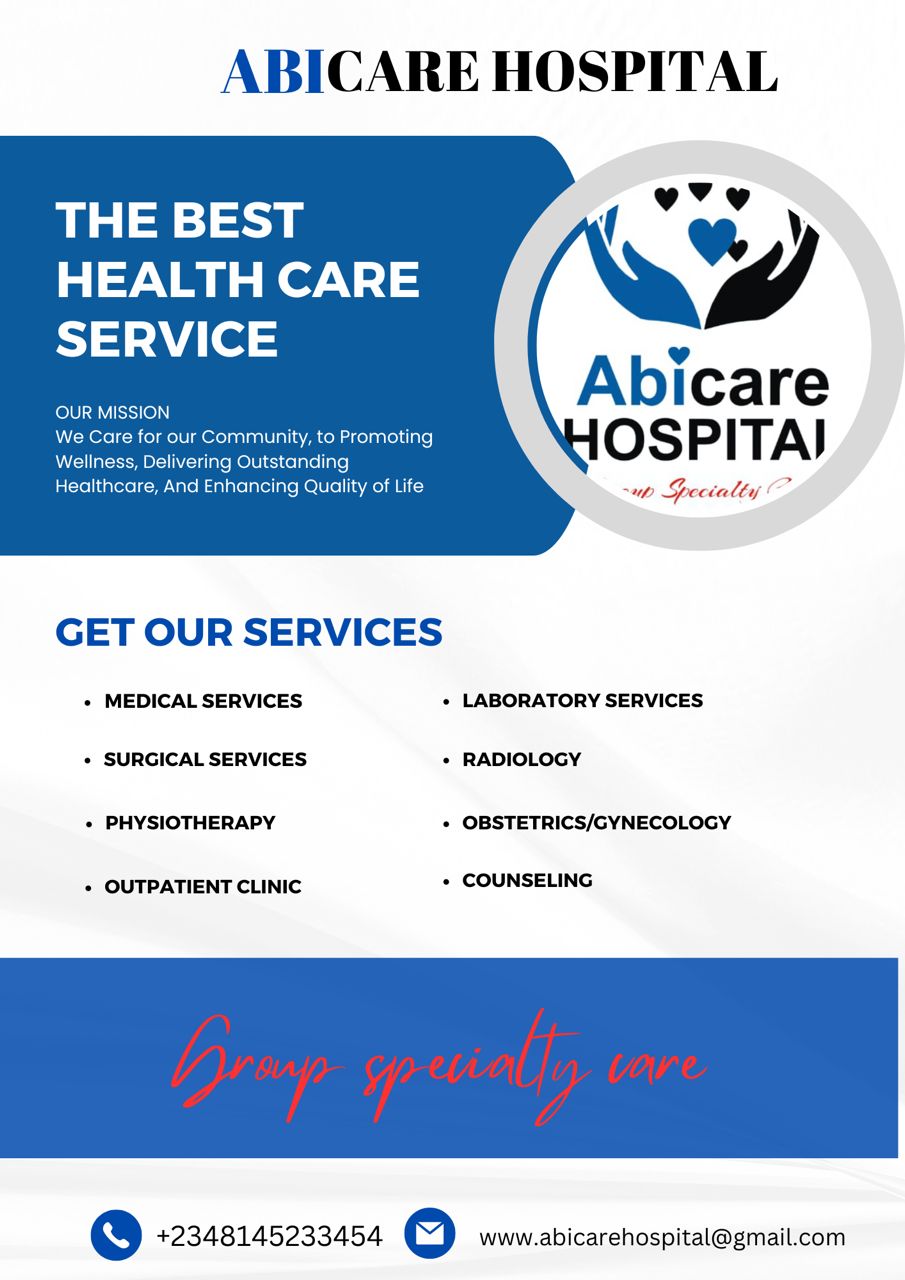 ABICARE HOSPITAL
THE BEST
HEALTH CARE
SERVICE
OUR MISSION
We Care for our Community, to Promoting
Wellness, Delivering Outstanding
Healthcare, And Enhancing Quality of Life
Abicare
HOSPITAL
Specialty
GET OUR SERVICES
• MEDICAL SERVICES
• SURGICAL SERVICES
• PHYSIOTHERAPY
• OUTPATIENT CLINIC
• LABORATORY SERVICES
• RADIOLOGY
• OBSTETRICS/GYNECOLOGY
• COUNSELING
Group specialty care
+2348145233454
www.abicarehospital@gmail.com